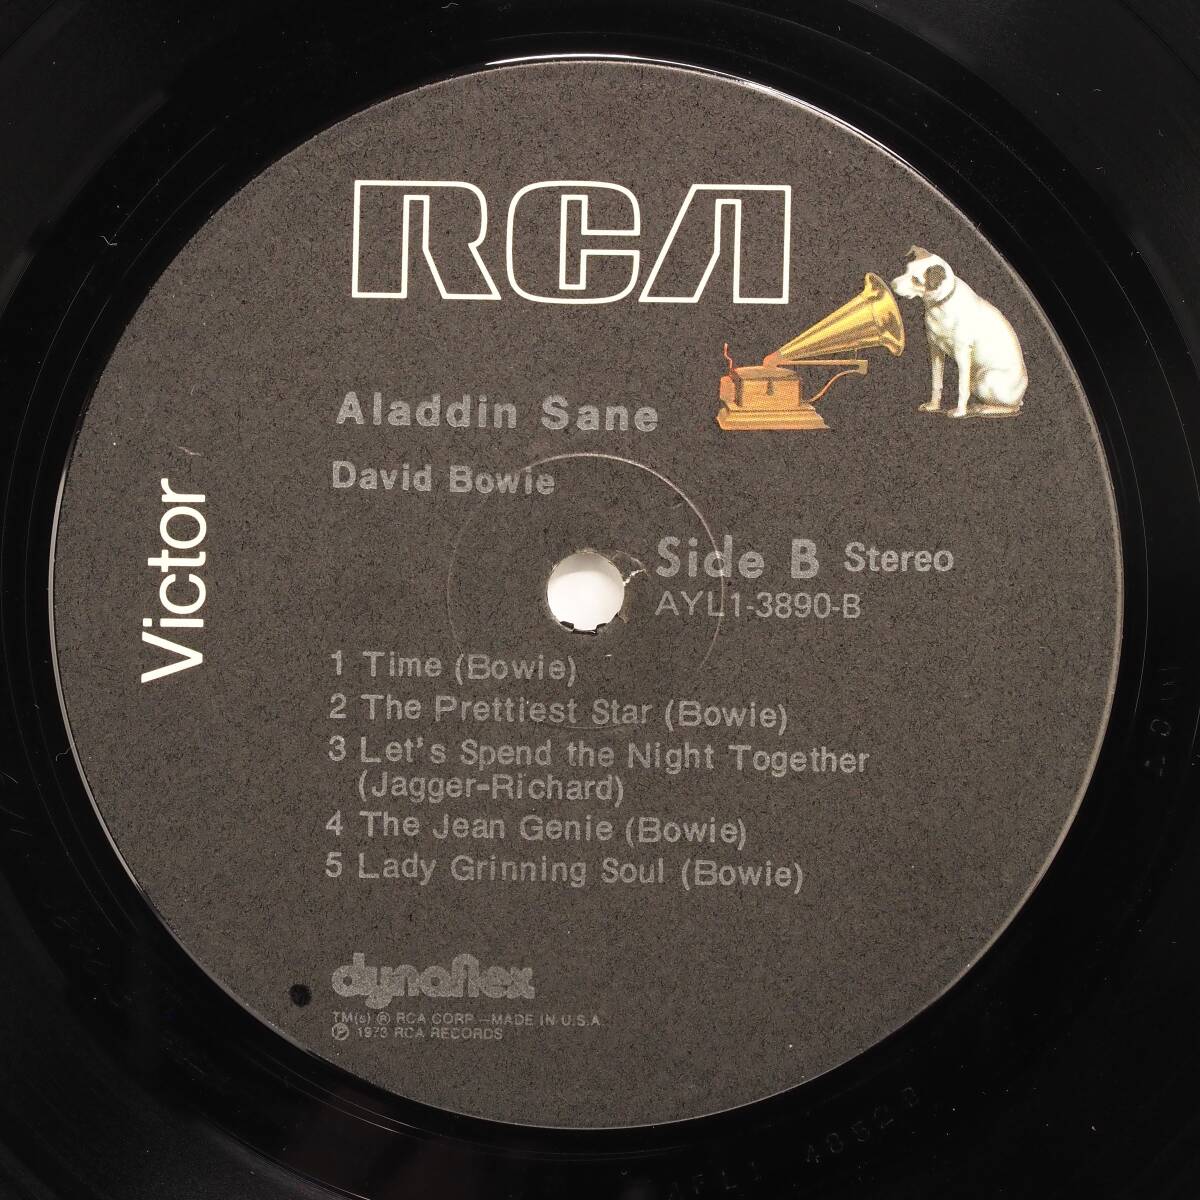 RCA
Victor
Aladdin Sane
David Bowie
Side B Stereo
AYL1-3890-B
1 Time (Bowie)
2 The Prettiest Star (Bowie)
3 Let's Spend the Night Together
(Jagger-Richard)
4 The Jean Genie (Bowie)
5 Lady Grinning Soul (Bowie)
dynaflex
TM(s) ® RCA CORP.—MADE IN U.S.A.
℗ 1973 RCA RECORDS